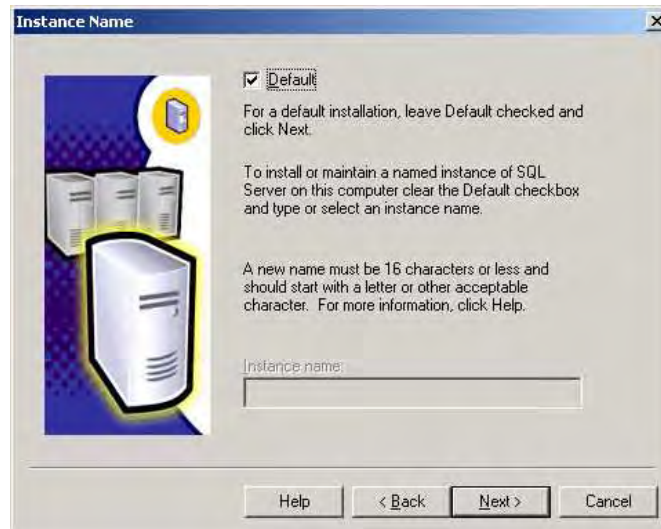 Instance Name
Default
For a default installation, leave Default checked and
click Next.
To install or maintain a named instance of SQL
Server on this computer clear the Default checkbox
and type or select an instance name.
A new name must be 16 characters or less and
should start with a letter or other acceptable
character. For more information, click Help.
Instance name:
Help
< Back
Next >
Cancel